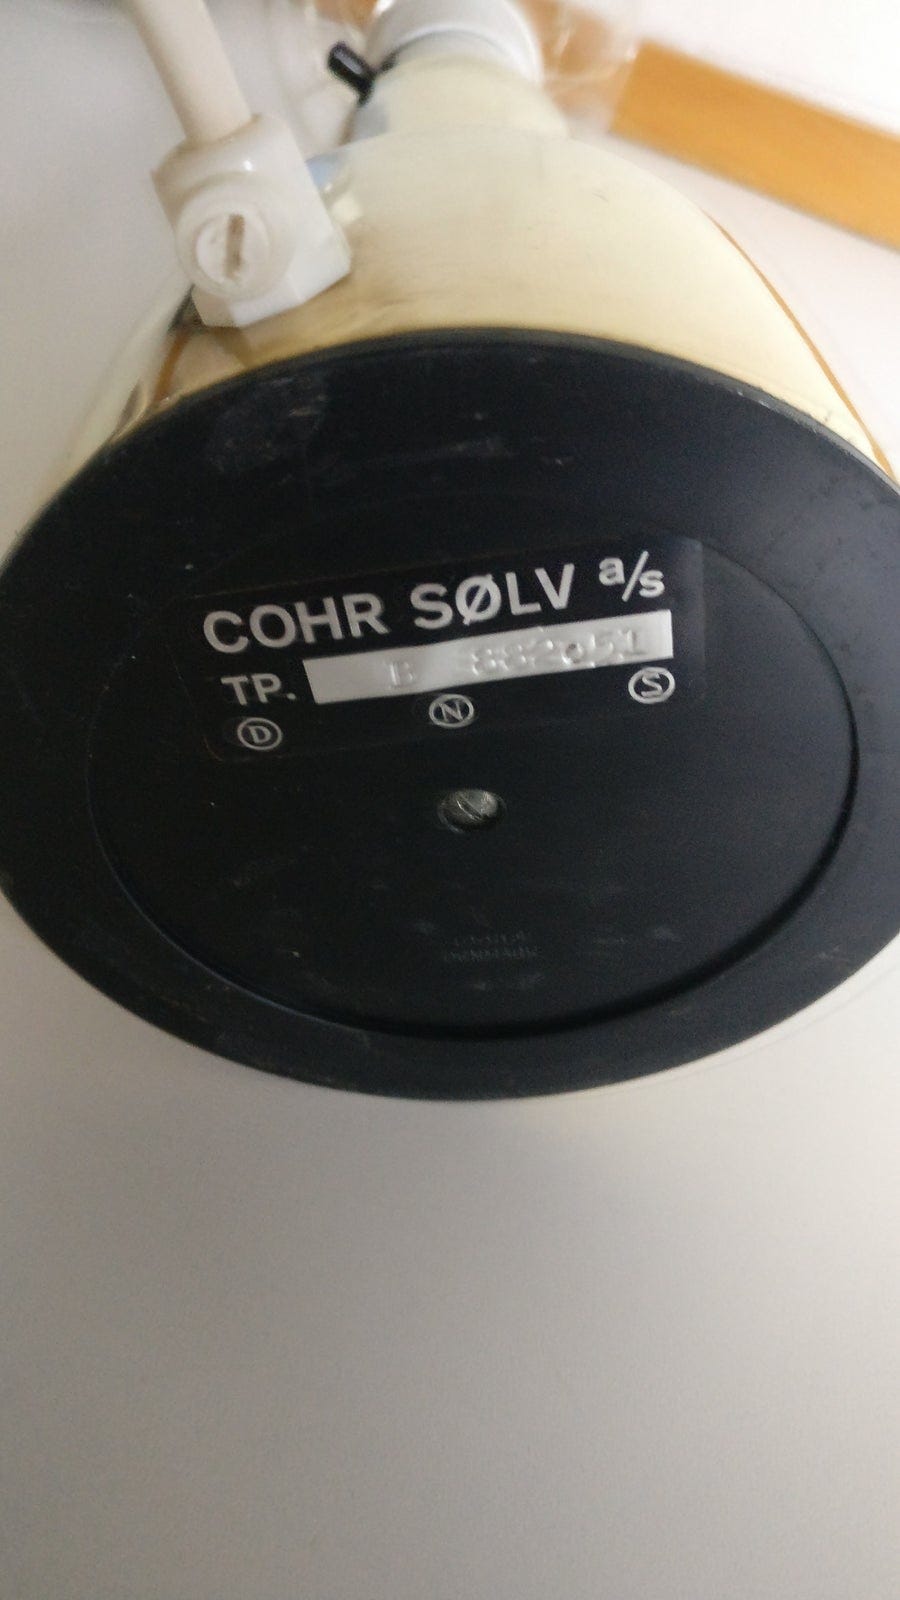 COHR SØLV a/s
TP. B 882051
D N S